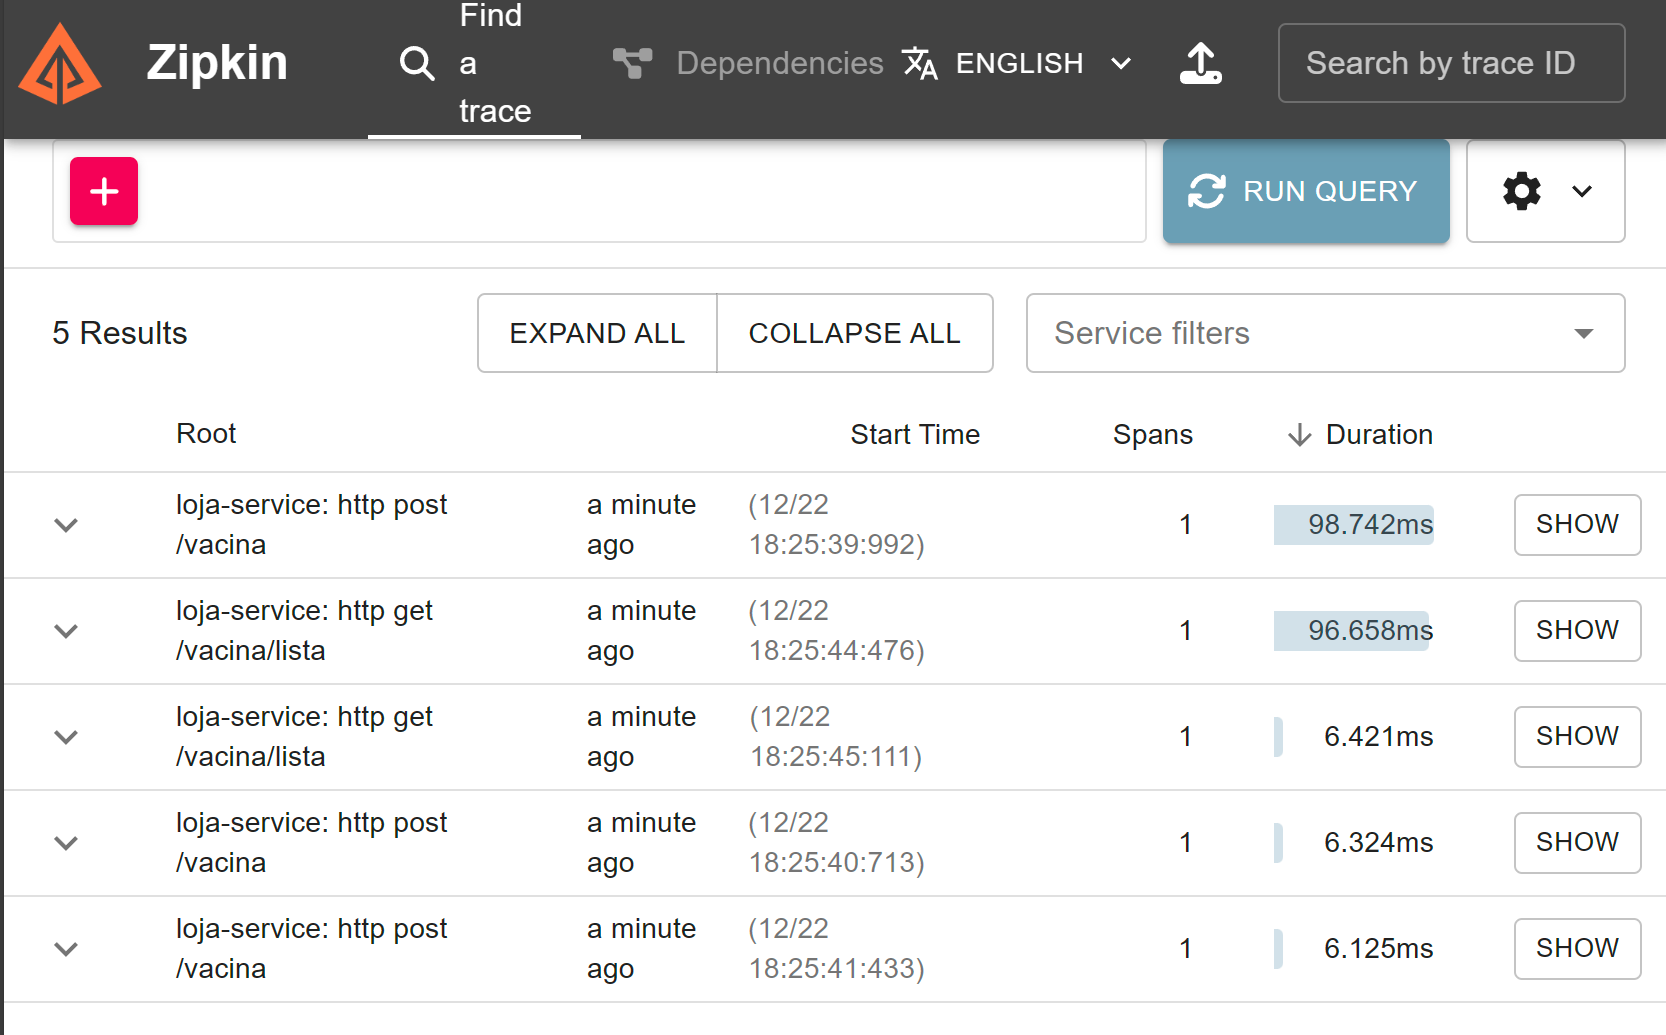 Zipkin
Find
a
trace
Dependencies
ENGLISH
Search by trace ID
RUN QUERY
5 Results
EXPAND ALL
COLLAPSE ALL
Service filters
Root
Start Time
Spans
Duration
loja-service: http post
/vacina
a minute
ago
(12/22
18:25:39:992)
1
98.742ms
SHOW
loja-service: http get
/vacina/lista
a minute
ago
(12/22
18:25:44:476)
1
96.658ms
SHOW
loja-service: http get
/vacina/lista
a minute
ago
(12/22
18:25:45:111)
1
6.421ms
SHOW
loja-service: http post
/vacina
a minute
ago
(12/22
18:25:40:713)
1
6.324ms
SHOW
loja-service: http post
/vacina
a minute
ago
(12/22
18:25:41:433)
1
6.125ms
SHOW